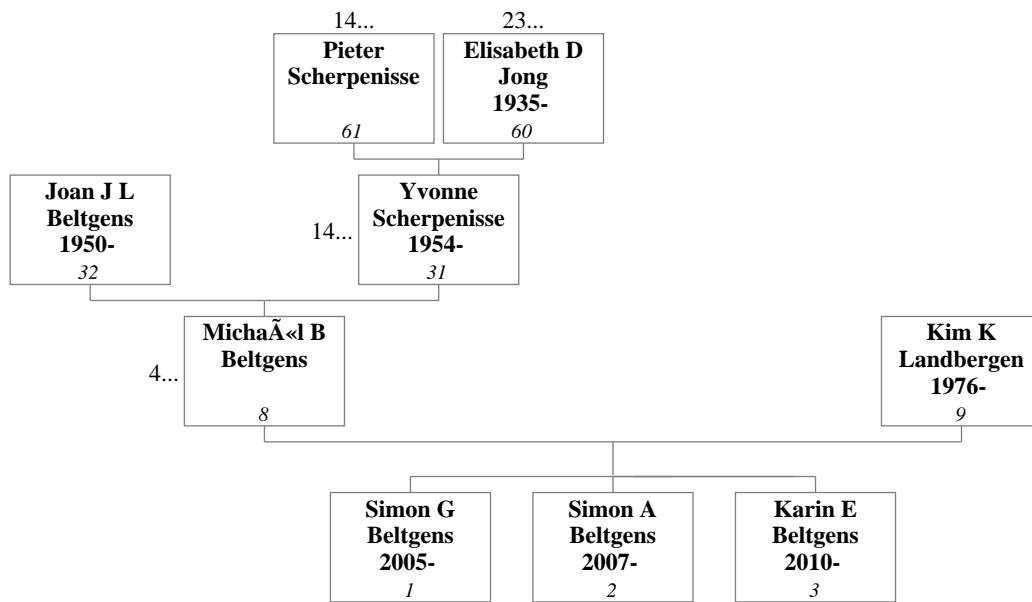 14...
23...
Pieter
Scherpenisse
61
Elisabeth D
Jong
1935-
60
Joan J L
Beltgens
1950-
32
14...
Yvonne
Scherpenisse
1954-
31
4...
MichaÃ«l B
Beltgens
8
Kim K
Landbergen
1976-
9
Simon G
Beltgens
2005-
1
Simon A
Beltgens
2007-
2
Karin E
Beltgens
2010-
3